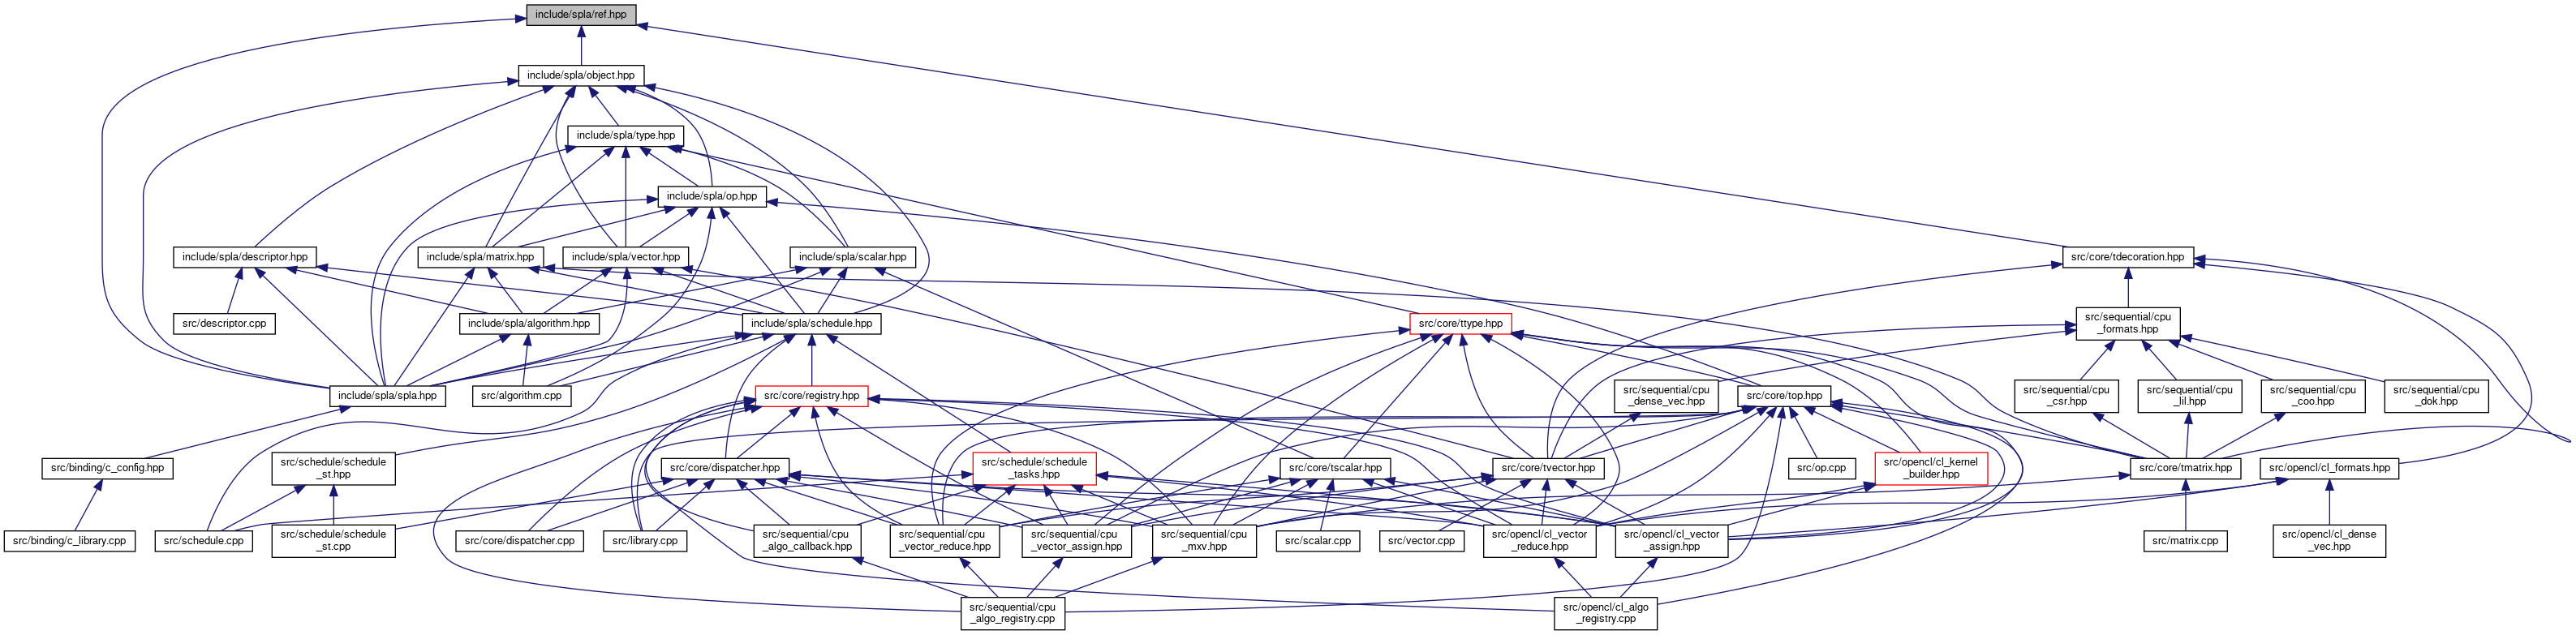 include/spla/ref.hpp
include/spla/object.hpp
include/spla/type.hpp
include/spla/op.hpp
include/spla/descriptor.hpp
include/spla/matrix.hpp
include/spla/vector.hpp
include/spla/scalar.hpp
src/core/tdecoration.hpp
src/descriptor.cpp
include/spla/algorithm.hpp
include/spla/schedule.hpp
src/core/ttype.hpp
src/sequential/cpu
_formats.hpp
include/spla/spla.hpp
src/algorithm.cpp
src/core/registry.hpp
src/sequential/cpu
_dense_vec.hpp
src/core/top.hpp
src/sequential/cpu
_csr.hpp
src/sequential/cpu
_lil.hpp
src/sequential/cpu
_coo.hpp
src/sequential/cpu
_dok.hpp
src/binding/c_config.hpp
src/schedule/schedule
_st.hpp
src/core/dispatcher.hpp
src/schedule/schedule
_tasks.hpp
src/core/tscalar.hpp
src/core/tvector.hpp
src/op.cpp
src/opencl/cl_kernel
_builder.hpp
src/core/tmatrix.hpp
src/opencl/cl_formats.hpp
src/binding/c_library.cpp
src/schedule.cpp
src/schedule/schedule
_st.cpp
src/core/dispatcher.cpp
src/library.cpp
src/sequential/cpu
_algo_callback.hpp
src/sequential/cpu
_vector_reduce.hpp
src/sequential/cpu
_vector_assign.hpp
src/sequential/cpu
_mxv.hpp
src/scalar.cpp
src/vector.cpp
src/opencl/cl_vector
_reduce.hpp
src/opencl/cl_vector
_assign.hpp
src/matrix.cpp
src/opencl/cl_dense
_vec.hpp
src/sequential/cpu
_algo_registry.cpp
src/opencl/cl_algo
_registry.cpp